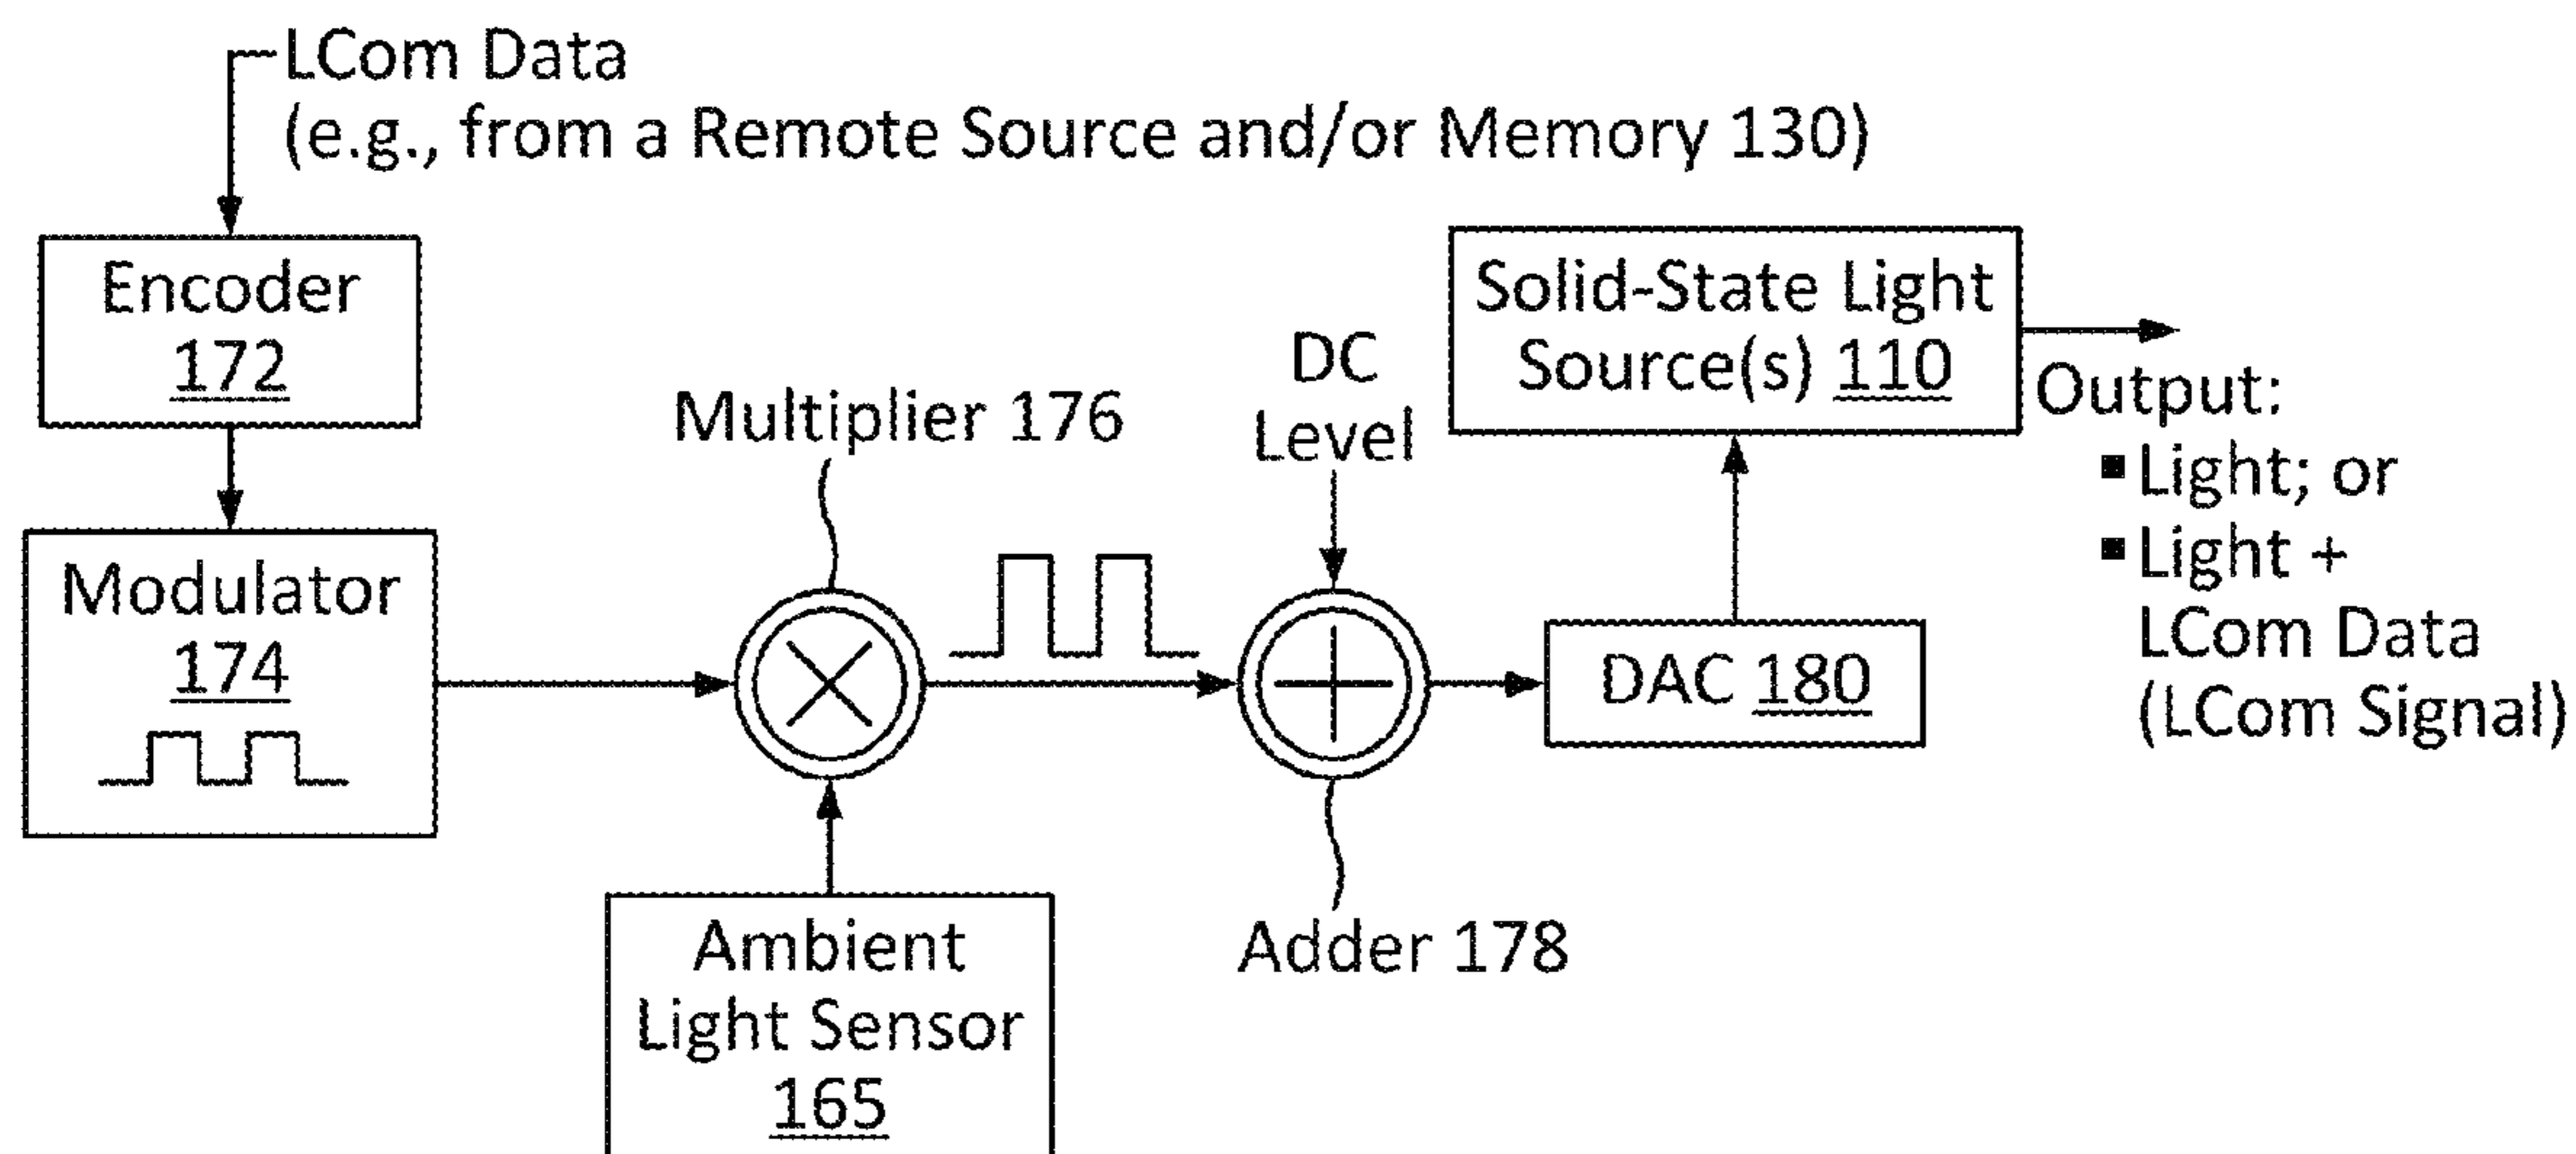 LCom Data
(e.g., from a Remote Source and/or Memory 130)
Encoder
172
Modulator
174
Multiplier 176
Ambient
Light Sensor
165
DC
Level
Adder 178
DAC 180
Solid-State Light
Source(s) 110
Output:
▪ Light; or
▪ Light +
LCom Data
(LCom Signal)